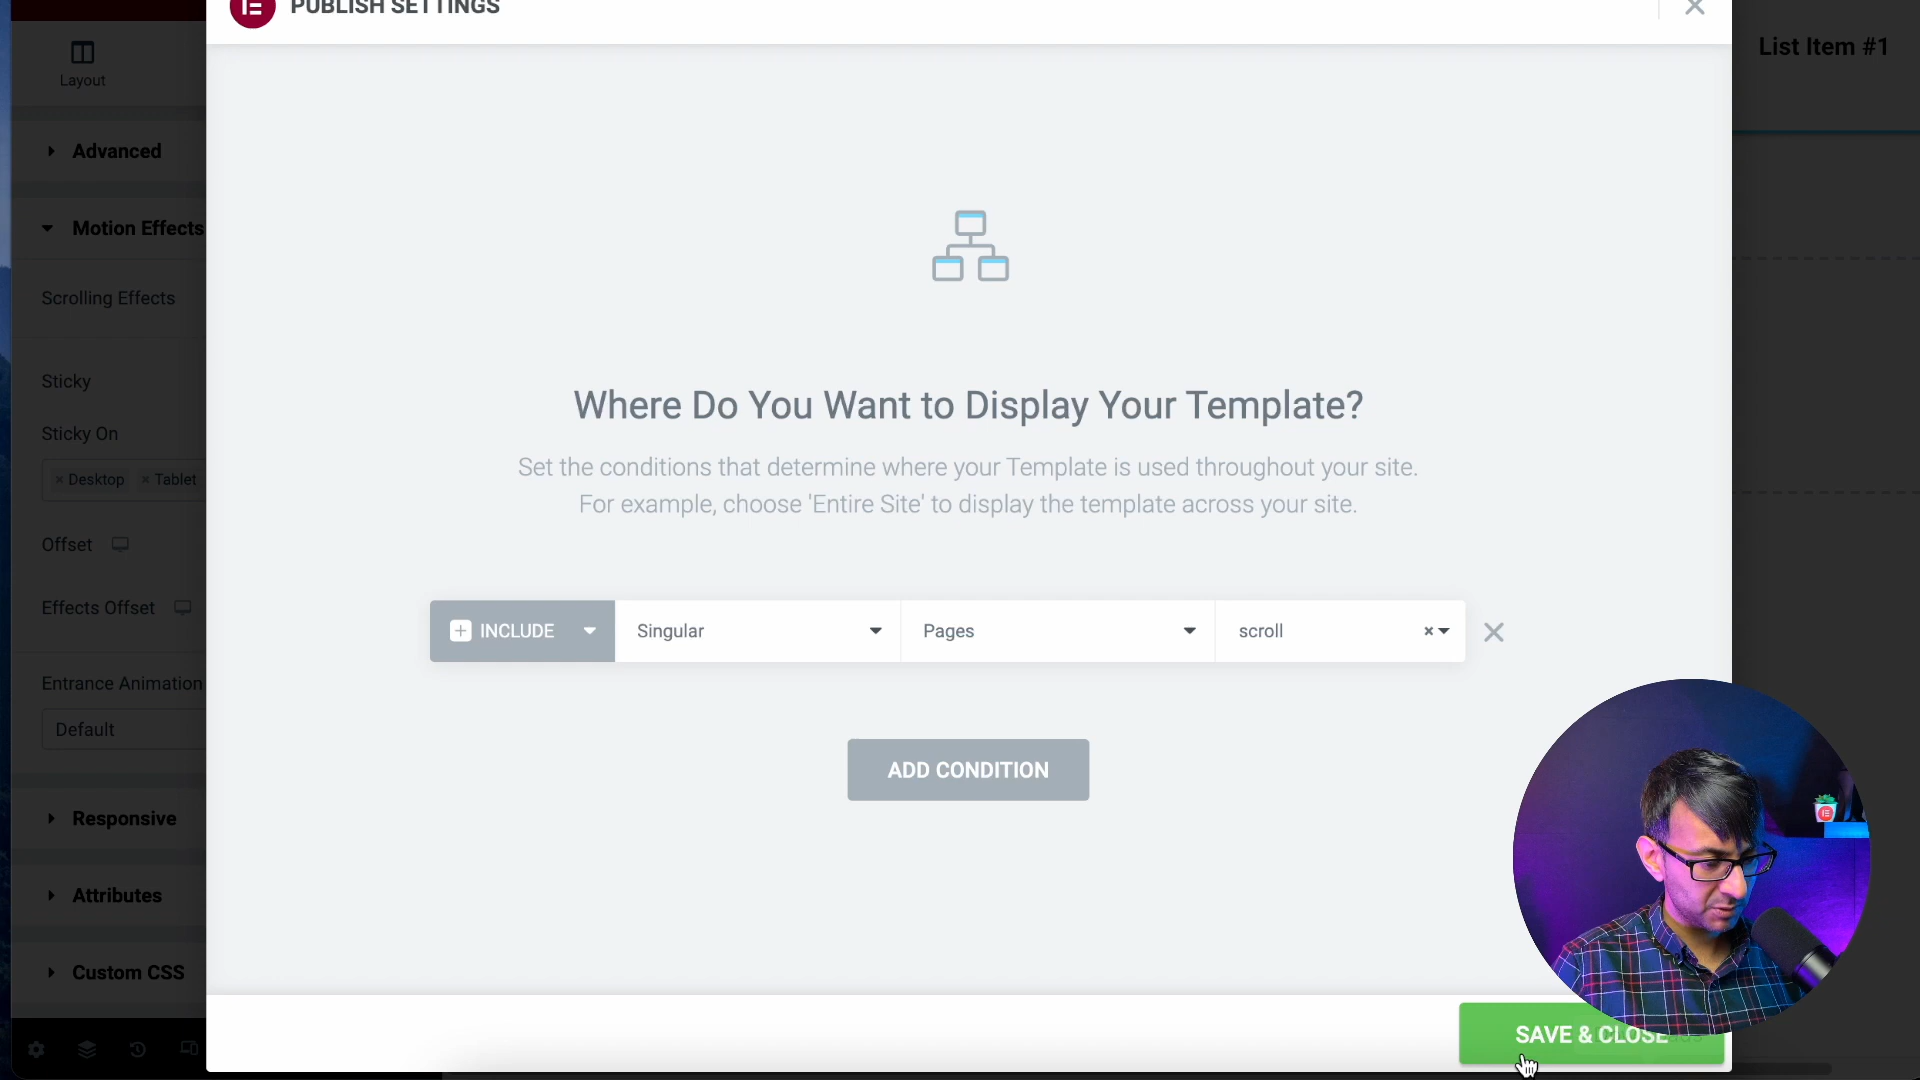 PUBLISH SETTINGS
List Item #1
Layout
Advanced
Motion Effects
Scrolling Effects
Sticky
Sticky On
× Desktop × Tablet
Offset
Effects Offset
Entrance Animation
Default
Responsive
Attributes
Custom CSS
Where Do You Want to Display Your Template?
Set the conditions that determine where your Template is used throughout your site.
For example, choose 'Entire Site' to display the template across your site.
INCLUDE Singular Pages scroll ×
ADD CONDITION
SAVE & CLOSE